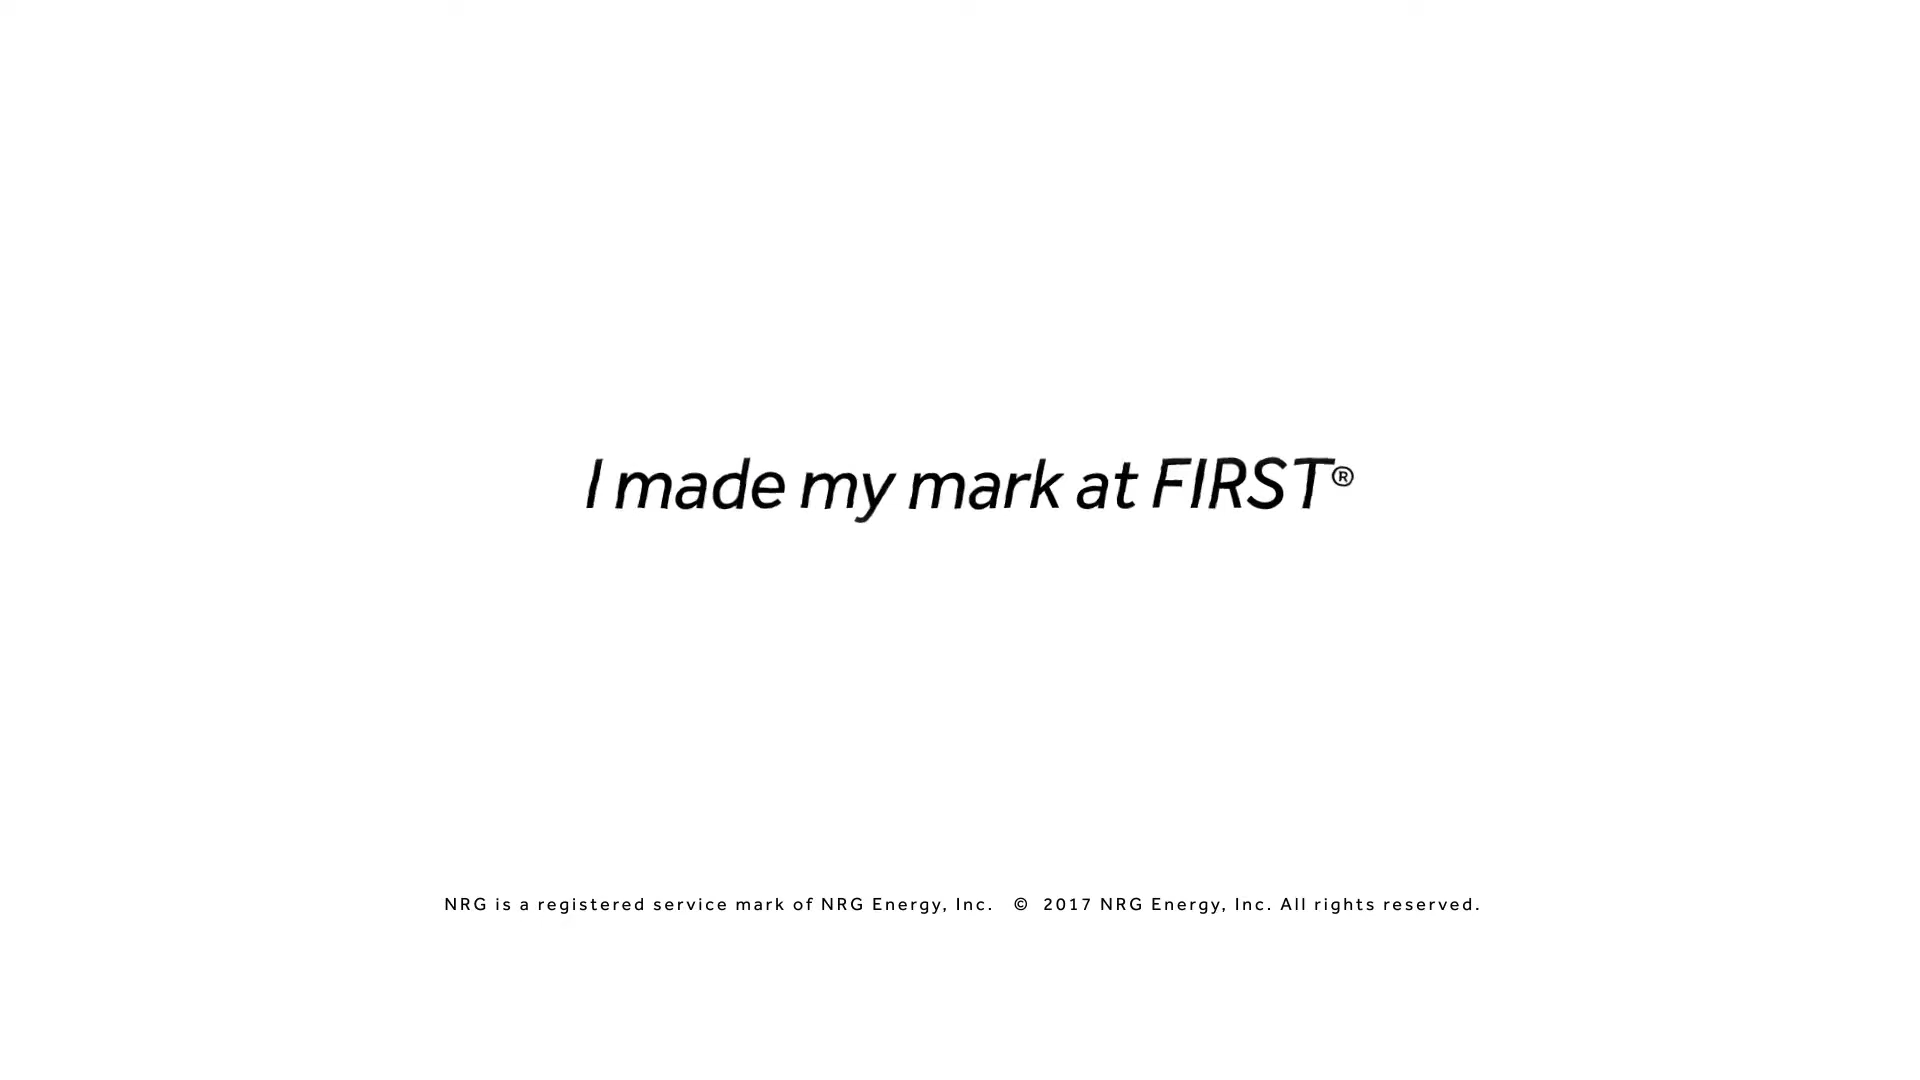 I made my mark at FIRST®
NRG is a registered service mark of NRG Energy, Inc. © 2017 NRG Energy, Inc. All rights reserved.